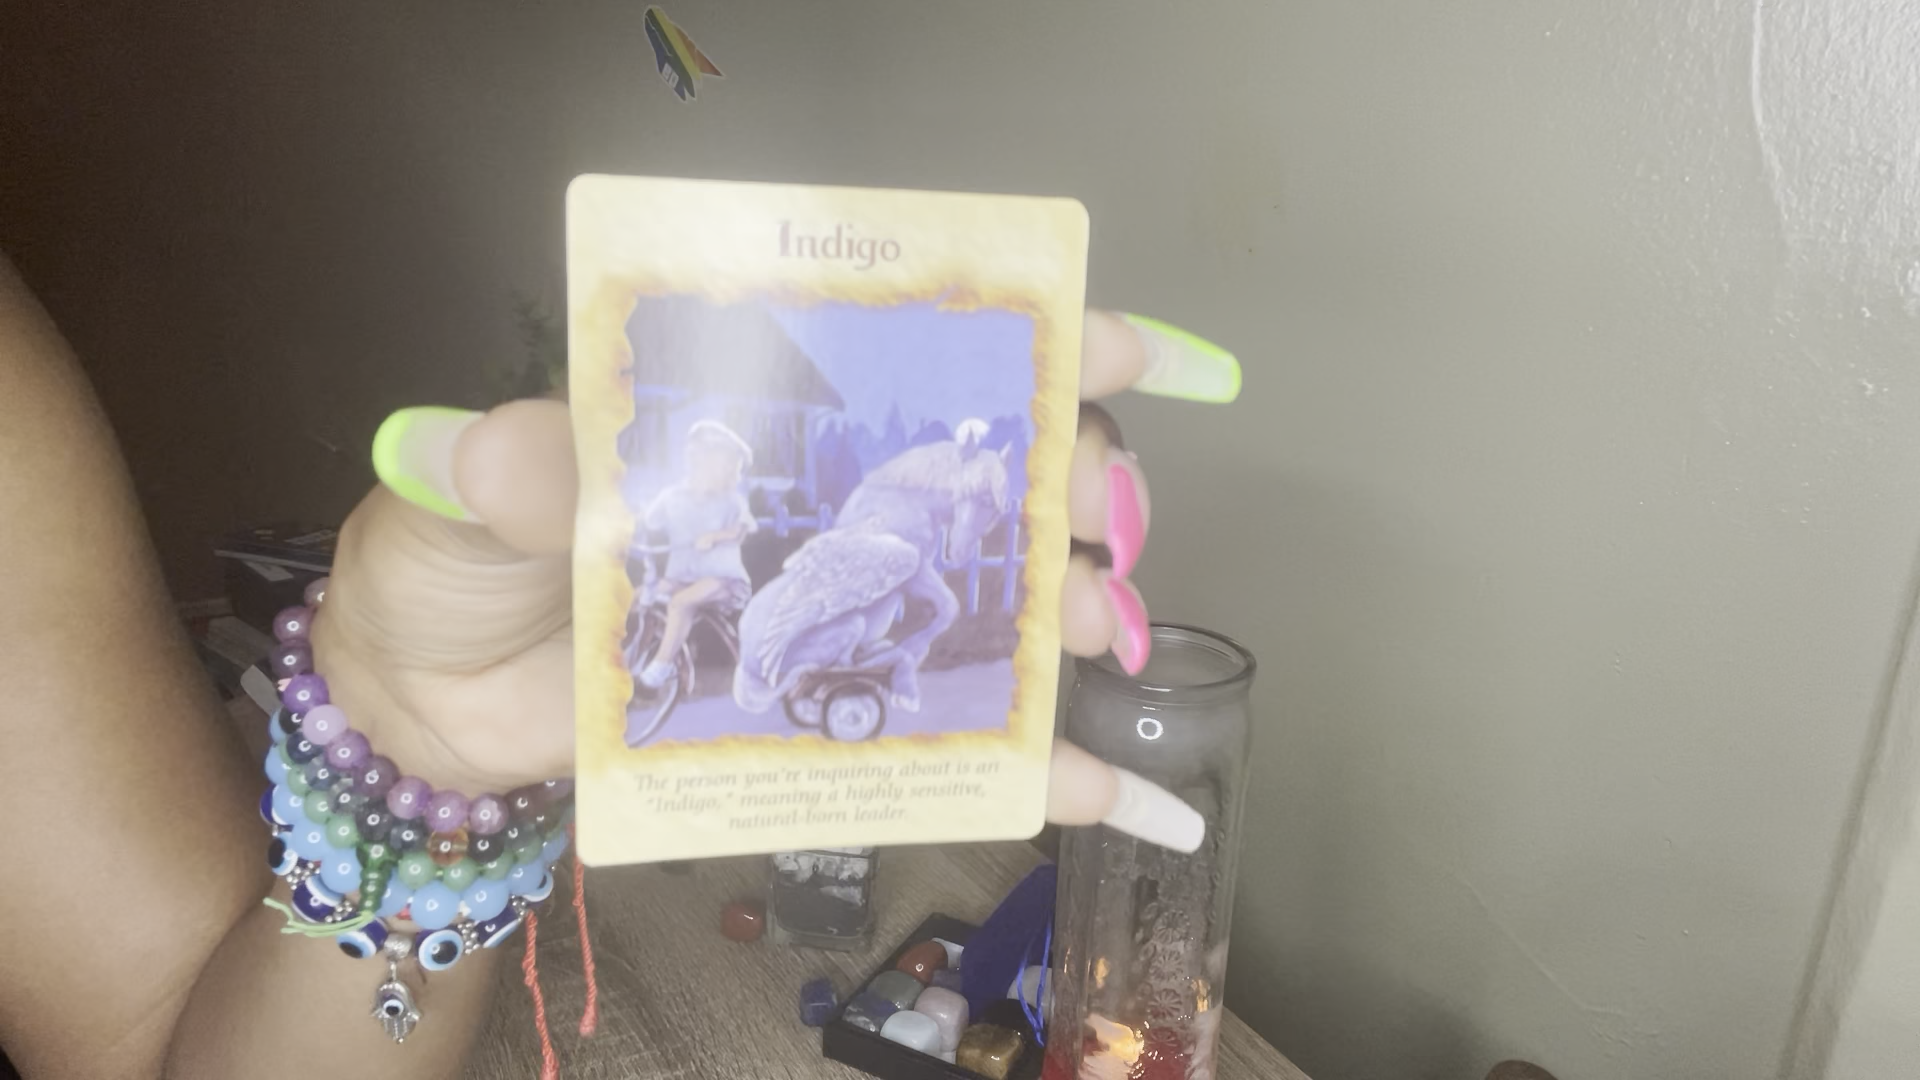 Indigo
The person you're inquiring about is an
"Indigo," meaning a highly sensitive,
natural-born leader.